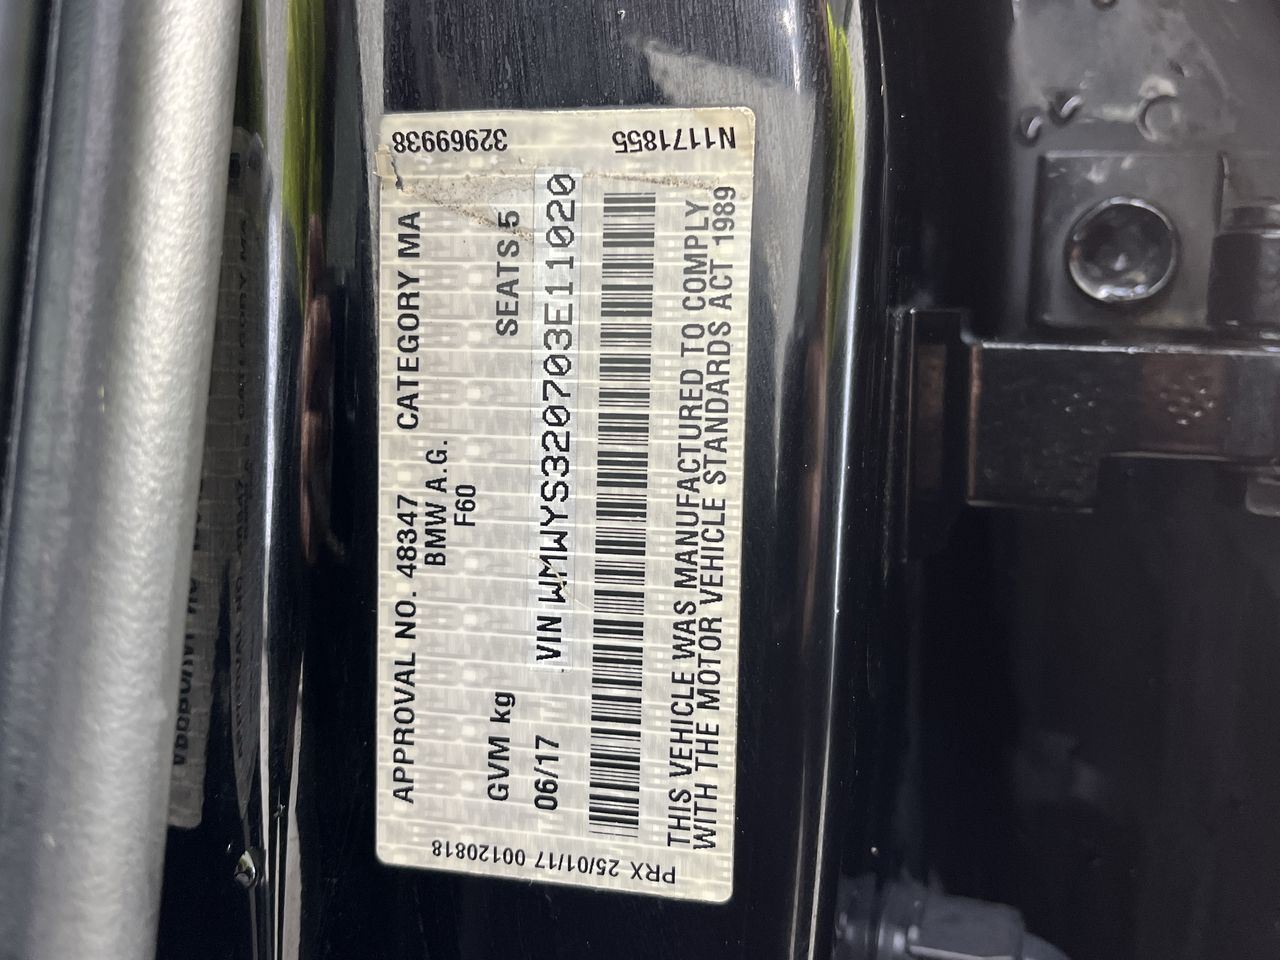 APPROVAL NO. 48347 CATEGORY MA
BMW A.G.
F60
GVM kg SEATS 5
06/17 VIN WMWYS320703E11020
THIS VEHICLE WAS MANUFACTURED TO COMPLY
WITH THE MOTOR VEHICLE STANDARDS ACT 1989
32969938 N1171855
PRX 25/01/17 00120818